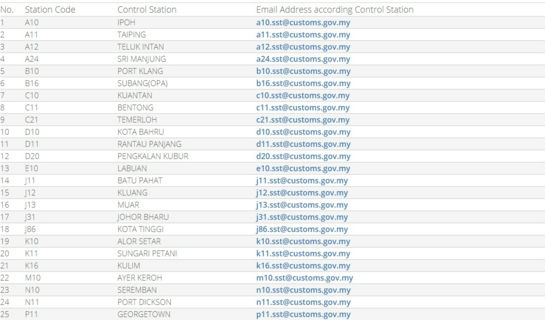 No. Station Code Control Station Email Address according Control Station
1 A10 IPOH a10.sst@customs.gov.my
2 A11 TAIPING a11.sst@customs.gov.my
3 A12 TELUK INTAN a12.sst@customs.gov.my
4 A24 SRI MANJUNG a24.sst@customs.gov.my
5 B10 PORT KLANG b10.sst@customs.gov.my
6 B16 SUBANG(OPA) b16.sst@customs.gov.my
7 C10 KUANTAN c10.sst@customs.gov.my
8 C11 BENTONG c11.sst@customs.gov.my
9 C21 TEMERLOH c21.sst@customs.gov.my
10 D10 KOTA BAHRU d10.sst@customs.gov.my
11 D11 RANTAU PANJANG d11.sst@customs.gov.my
12 D20 PENGKALAN KUBUR d20.sst@customs.gov.my
13 E10 LABUAN e10.sst@customs.gov.my
14 J11 BATU PAHAT j11.sst@customs.gov.my
15 J12 KLUANG j12.sst@customs.gov.my
16 J13 MUAR j13.sst@customs.gov.my
17 J31 JOHOR BHARU j31.sst@customs.gov.my
18 J86 KOTA TINGGI j86.sst@customs.gov.my
19 K10 ALOR SETAR k10.sst@customs.gov.my
20 K11 SUNGARI PETANI k11.sst@customs.gov.my
21 K16 KULIM k16.sst@customs.gov.my
22 M10 AYER KEROH m10.sst@customs.gov.my
23 N10 SEREMBAN n10.sst@customs.gov.my
24 N11 PORT DICKSON n11.sst@customs.gov.my
25 P11 GEORGETOWN p11.sst@customs.gov.my